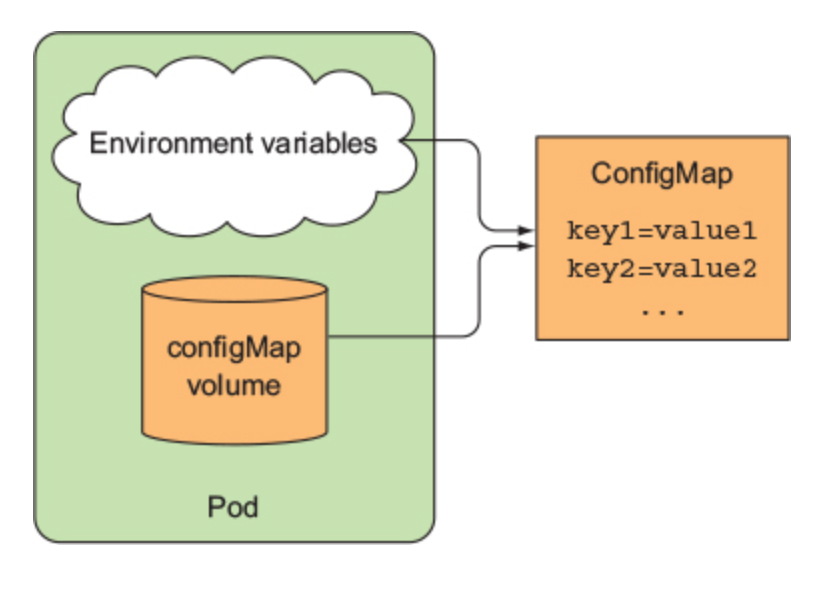 Environment variables
configMap
volume
Pod
ConfigMap
key1=value1
key2=value2
...